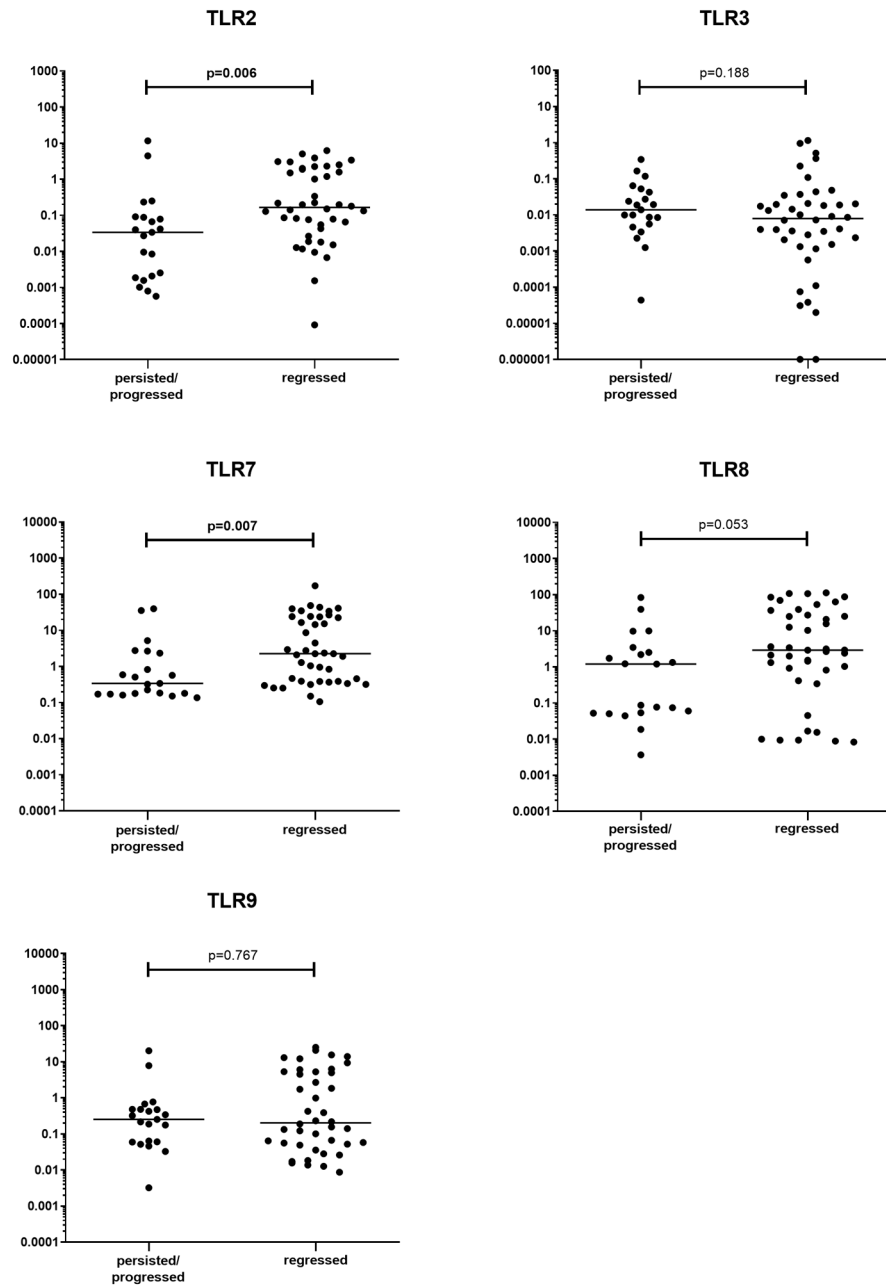 TLR2
p=0.006
1000
100
10
1
0.1
0.01
0.001
0.0001
0.00001
persisted/
progressed
regressed
TLR3
p=0.188
100
10
1
0.1
0.01
0.001
0.0001
0.00001
0.000001
persisted/
progressed
regressed
TLR7
p=0.007
10000
1000
100
10
1
0.1
0.01
0.001
0.0001
persisted/
progressed
regressed
TLR8
p=0.053
10000
1000
100
10
1
0.1
0.01
0.001
0.0001
persisted/
progressed
regressed
TLR9
p=0.767
10000
1000
100
10
1
0.1
0.01
0.001
0.0001
persisted/
progressed
regressed